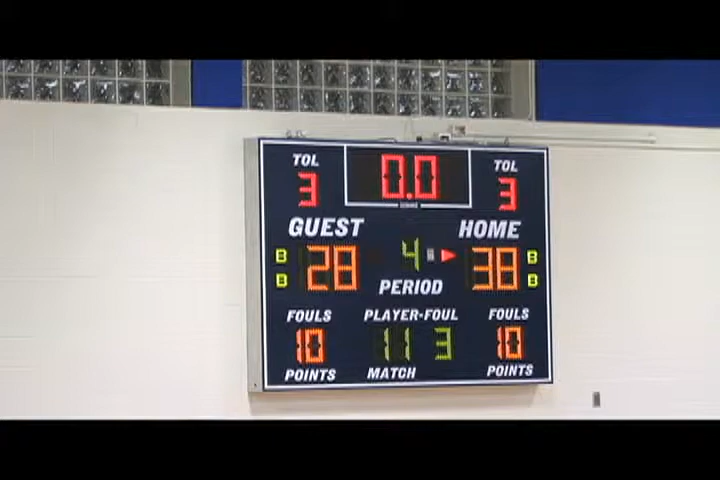 TOL 0.0 TOL
3 3
GUEST HOME
B 28 4 38 B
B B
PERIOD
FOULS PLAYER-FOUL FOULS
10 11 3 10
POINTS MATCH POINTS